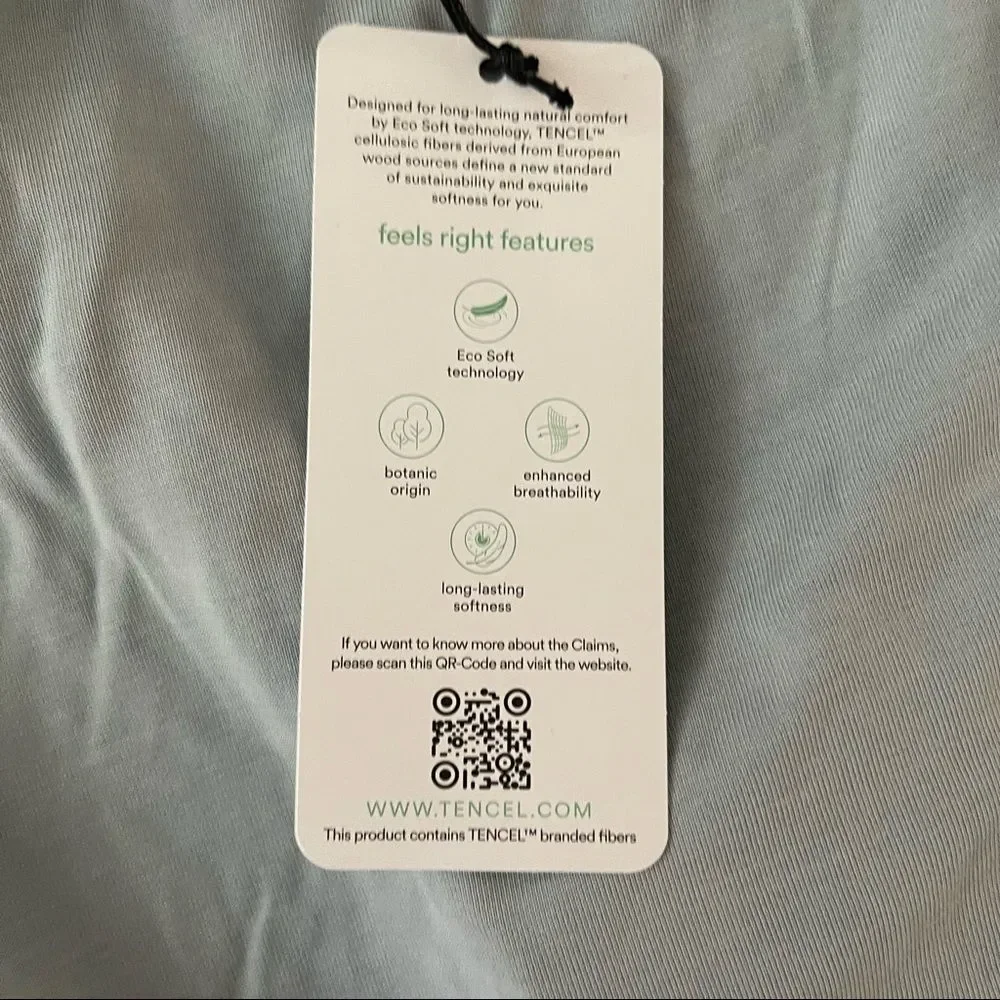 Designed for long-lasting natural comfort
by Eco Soft technology, TENCEL™
cellulosic fibers derived from European
wood sources define a new standard
of sustainability and exquisite
softness for you.
feels right features
Eco Soft
technology
botanic
origin
enhanced
breathability
long-lasting
softness
If you want to know more about the Claims,
please scan this QR-Code and visit the website.
WWW.TENCEL.COM
This product contains TENCEL™ branded fibers